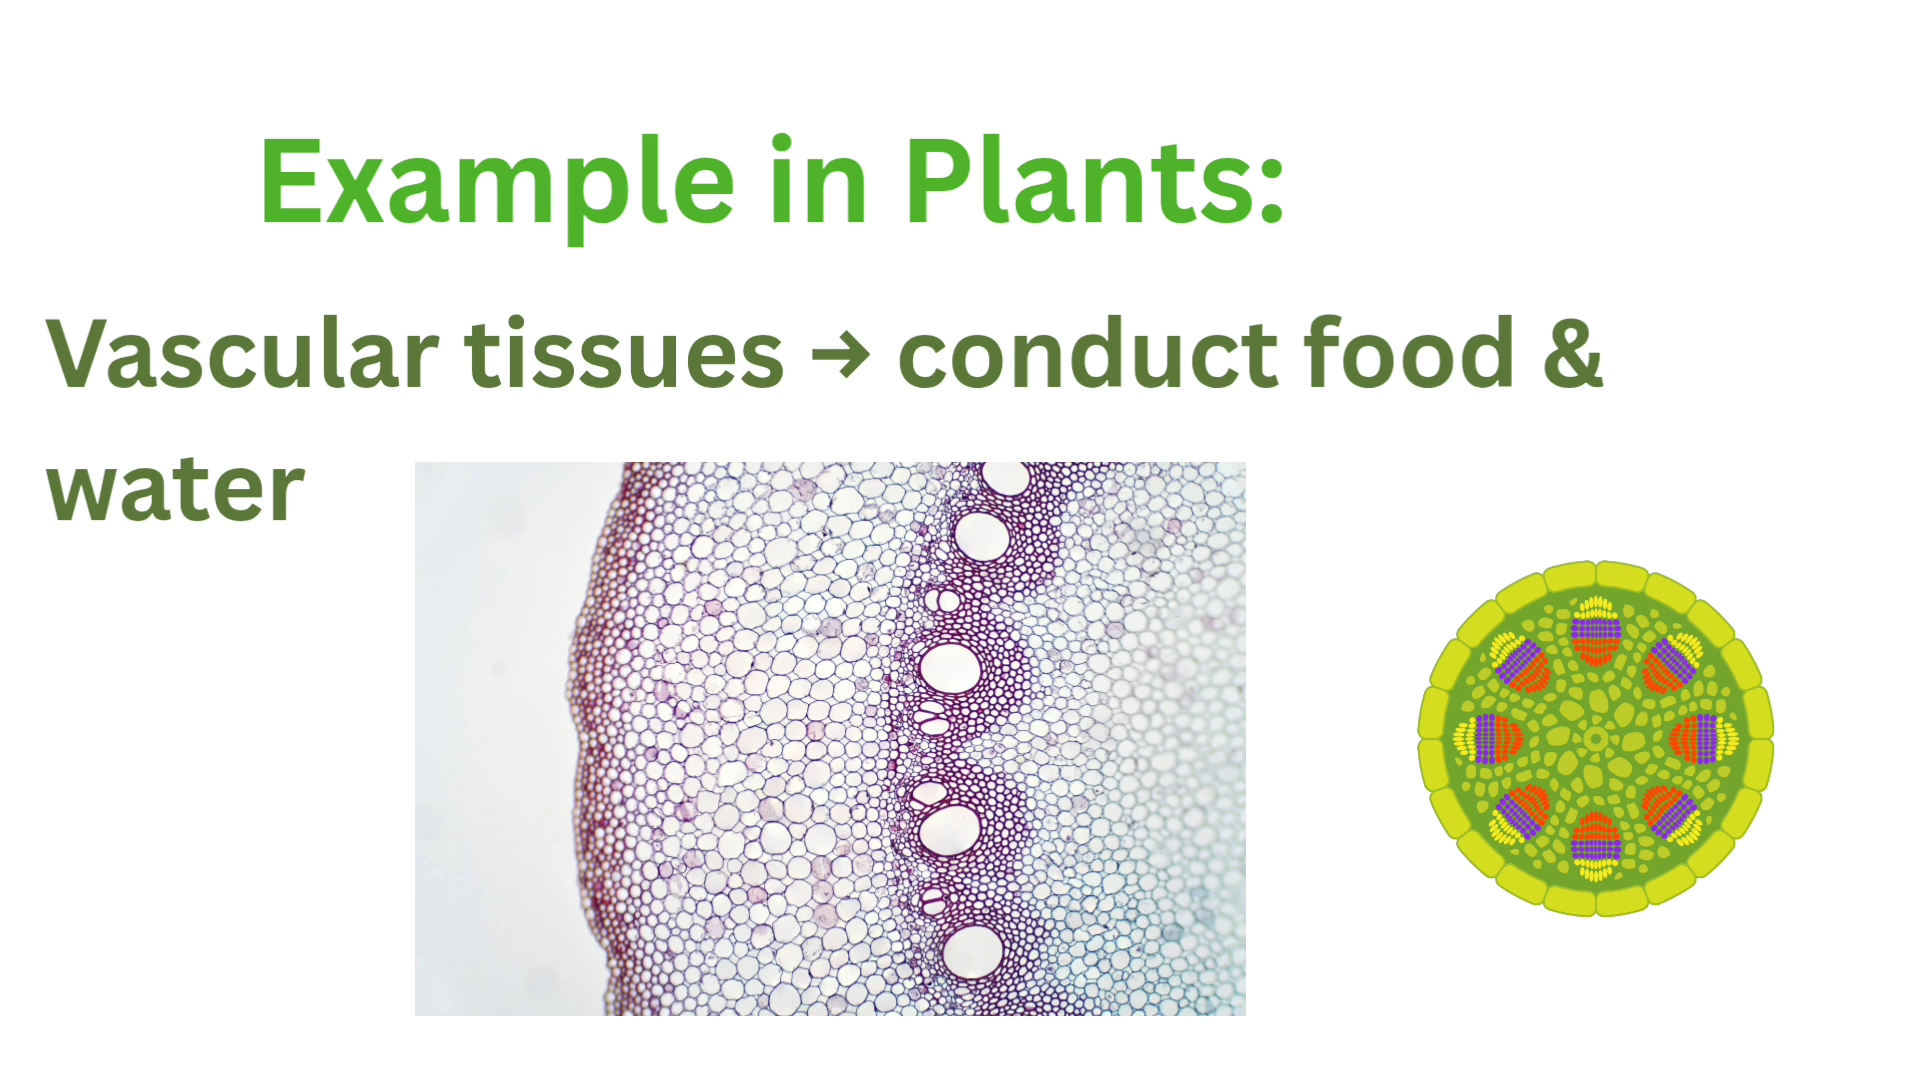 Example in Plants:
Vascular tissues → conduct food &
water